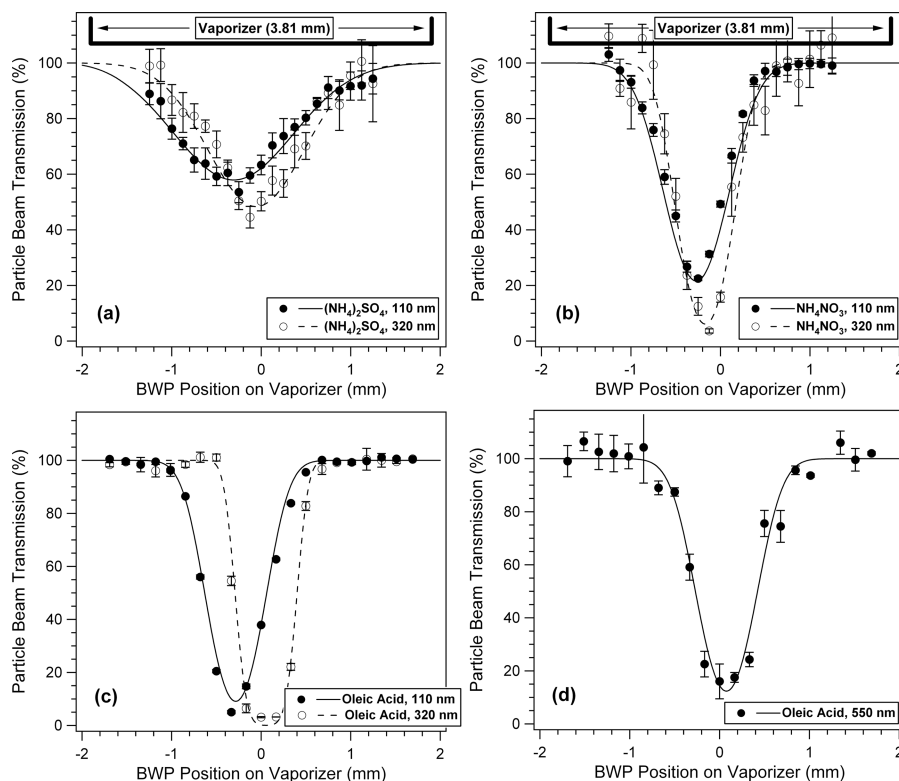 Vaporizer (3.81 mm)
Particle Beam Transmission (%)
120
100
80
60
40
20
0
(a)
(NH4)2SO4, 110 nm
(NH4)2SO4, 320 nm
-2
-1
0
1
2
BWP Position on Vaporizer (mm)
Vaporizer (3.81 mm)
Particle Beam Transmission (%)
120
100
80
60
40
20
0
(b)
NH4NO3, 110 nm
NH4NO3, 320 nm
-2
-1
0
1
2
BWP Position on Vaporizer (mm)
Particle Beam Transmission (%)
100
80
60
40
20
0
(c)
Oleic Acid, 110 nm
Oleic Acid, 320 nm
-2
-1
0
1
2
BWP Position on Vaporizer (mm)
Particle Beam Transmission (%)
120
100
80
60
40
20
0
(d)
Oleic Acid, 550 nm
-2
-1
0
1
2
BWP Position on Vaporizer (mm)